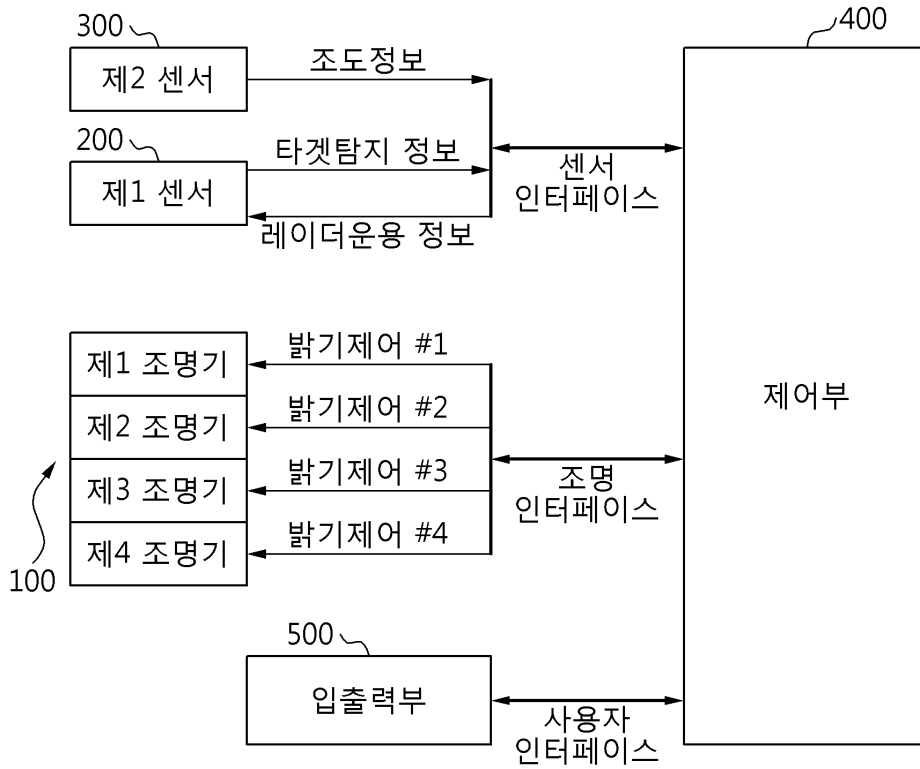 300
400
제2 센서
조도정보
200
타겟탐지 정보
제1 센서
센서
인터페이스
레이더운용 정보
제1 조명기
밝기제어 #1
제2 조명기
밝기제어 #2
제어부
제3 조명기
밝기제어 #3
조명
인터페이스
제4 조명기
밝기제어 #4
100
500
입출력부
사용자
인터페이스